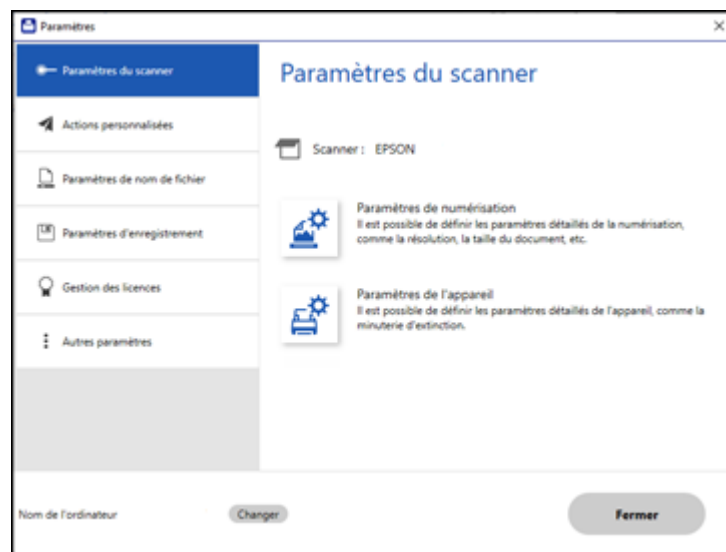 Paramètres
Paramètres du scanner
Actions personnalisées
Paramètres de nom de fichier
Paramètres d'enregistrement
Gestion des licences
Autres paramètres
Paramètres du scanner
Scanner : EPSON
Paramètres de numérisation
Il est possible de définir les paramètres détaillés de la numérisation,
comme la résolution, la taille du document, etc.
Paramètres de l'appareil
Il est possible de définir les paramètres détaillés de l'appareil, comme la
minuterie d'extinction.
Nom de l'ordinateur
Changer
Fermer